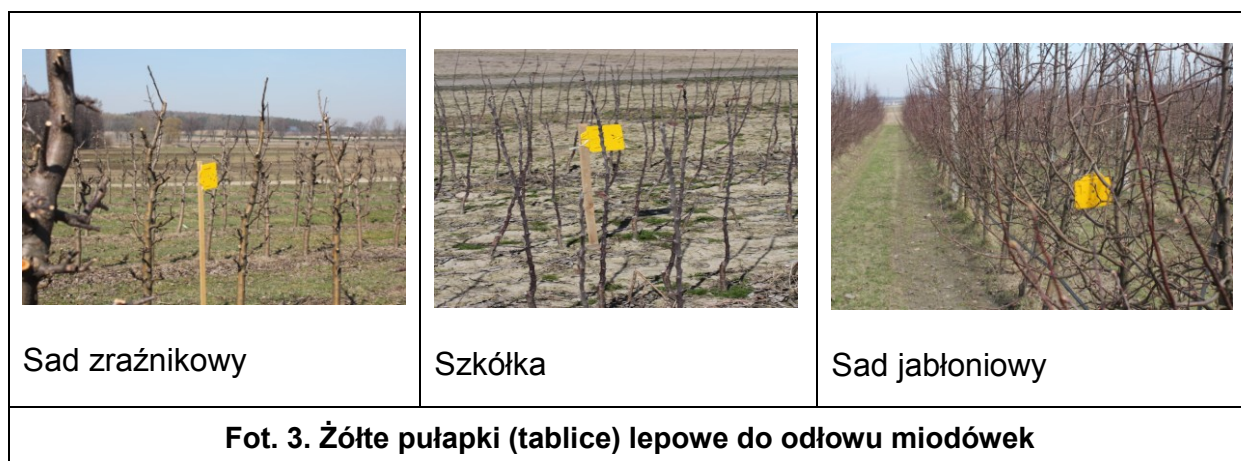 Sad zraźnikowy
Szkółka
Sad jabłoniowy
Fot. 3. Żółte pułapki (tablice) lepowe do odłowu miodówek